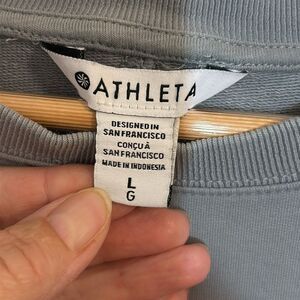 ATHLETA
DESIGNED IN
SAN FRANCISCO
CONÇU À
SAN FRANCISCO
MADE IN INDONESIA
L
G